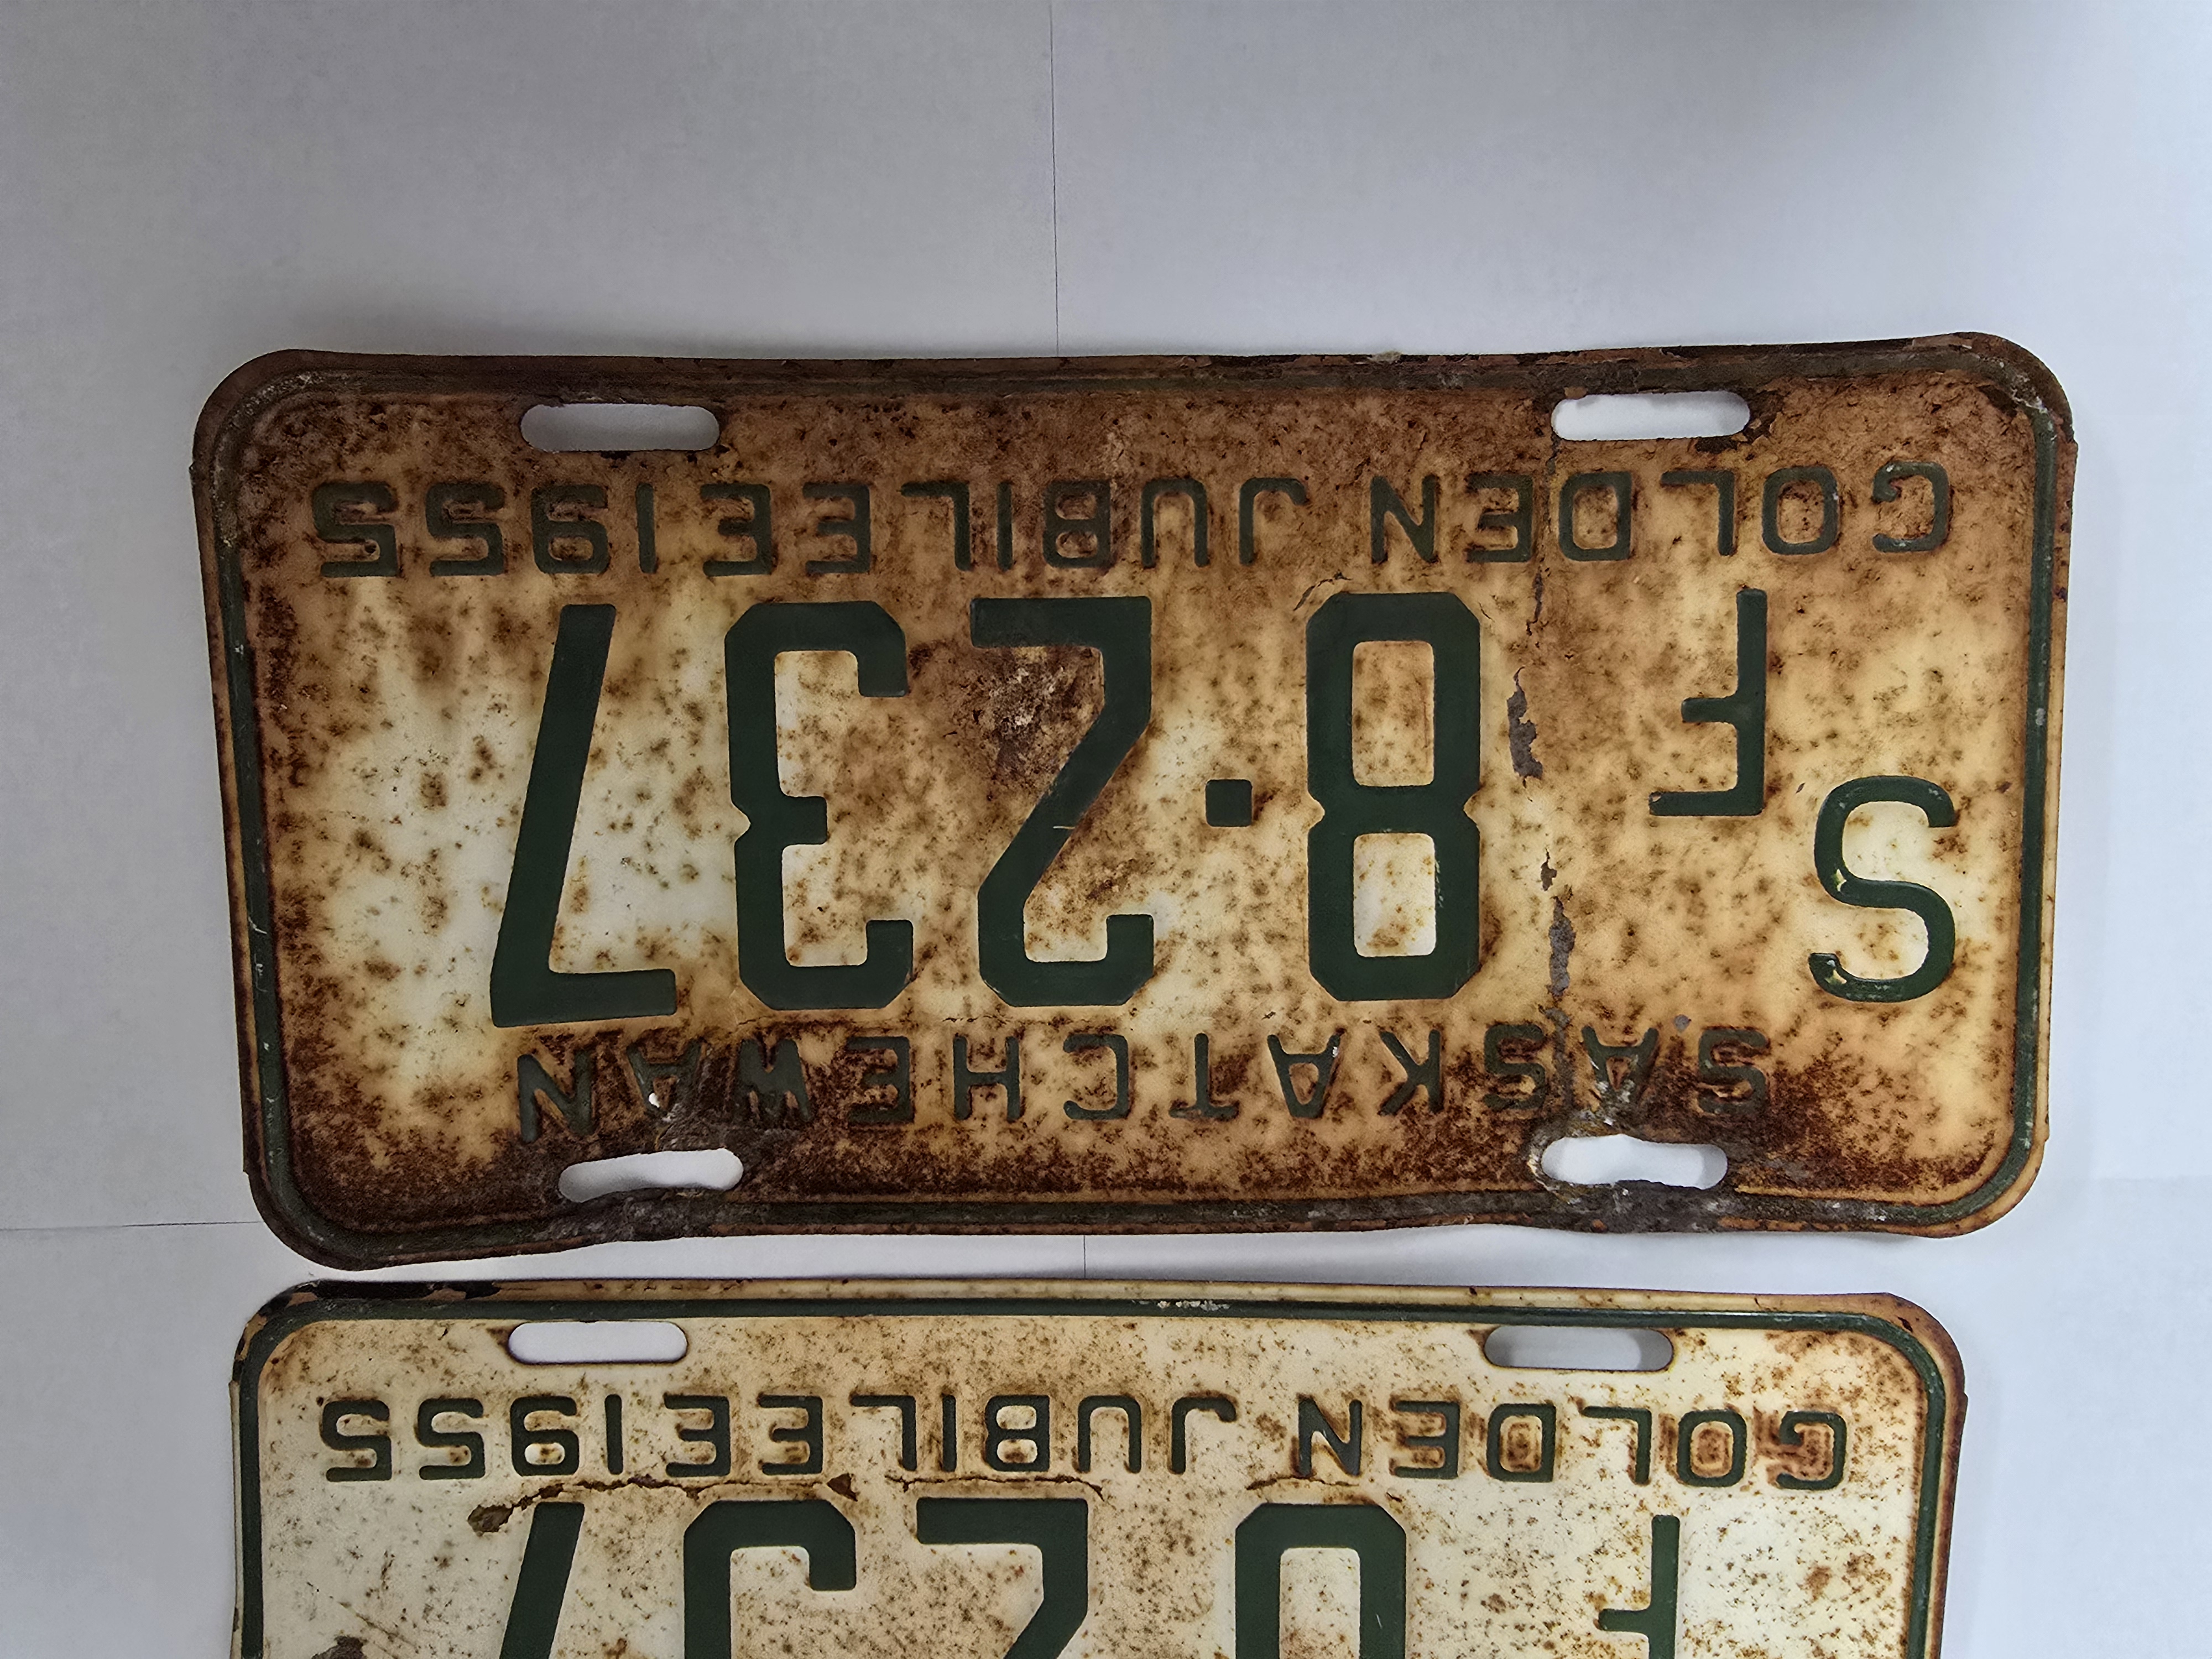 GOLDEN JUBILEE 1955
SASKATCHEWAN
SF 8·237
GOLDEN JUBILEE 1955